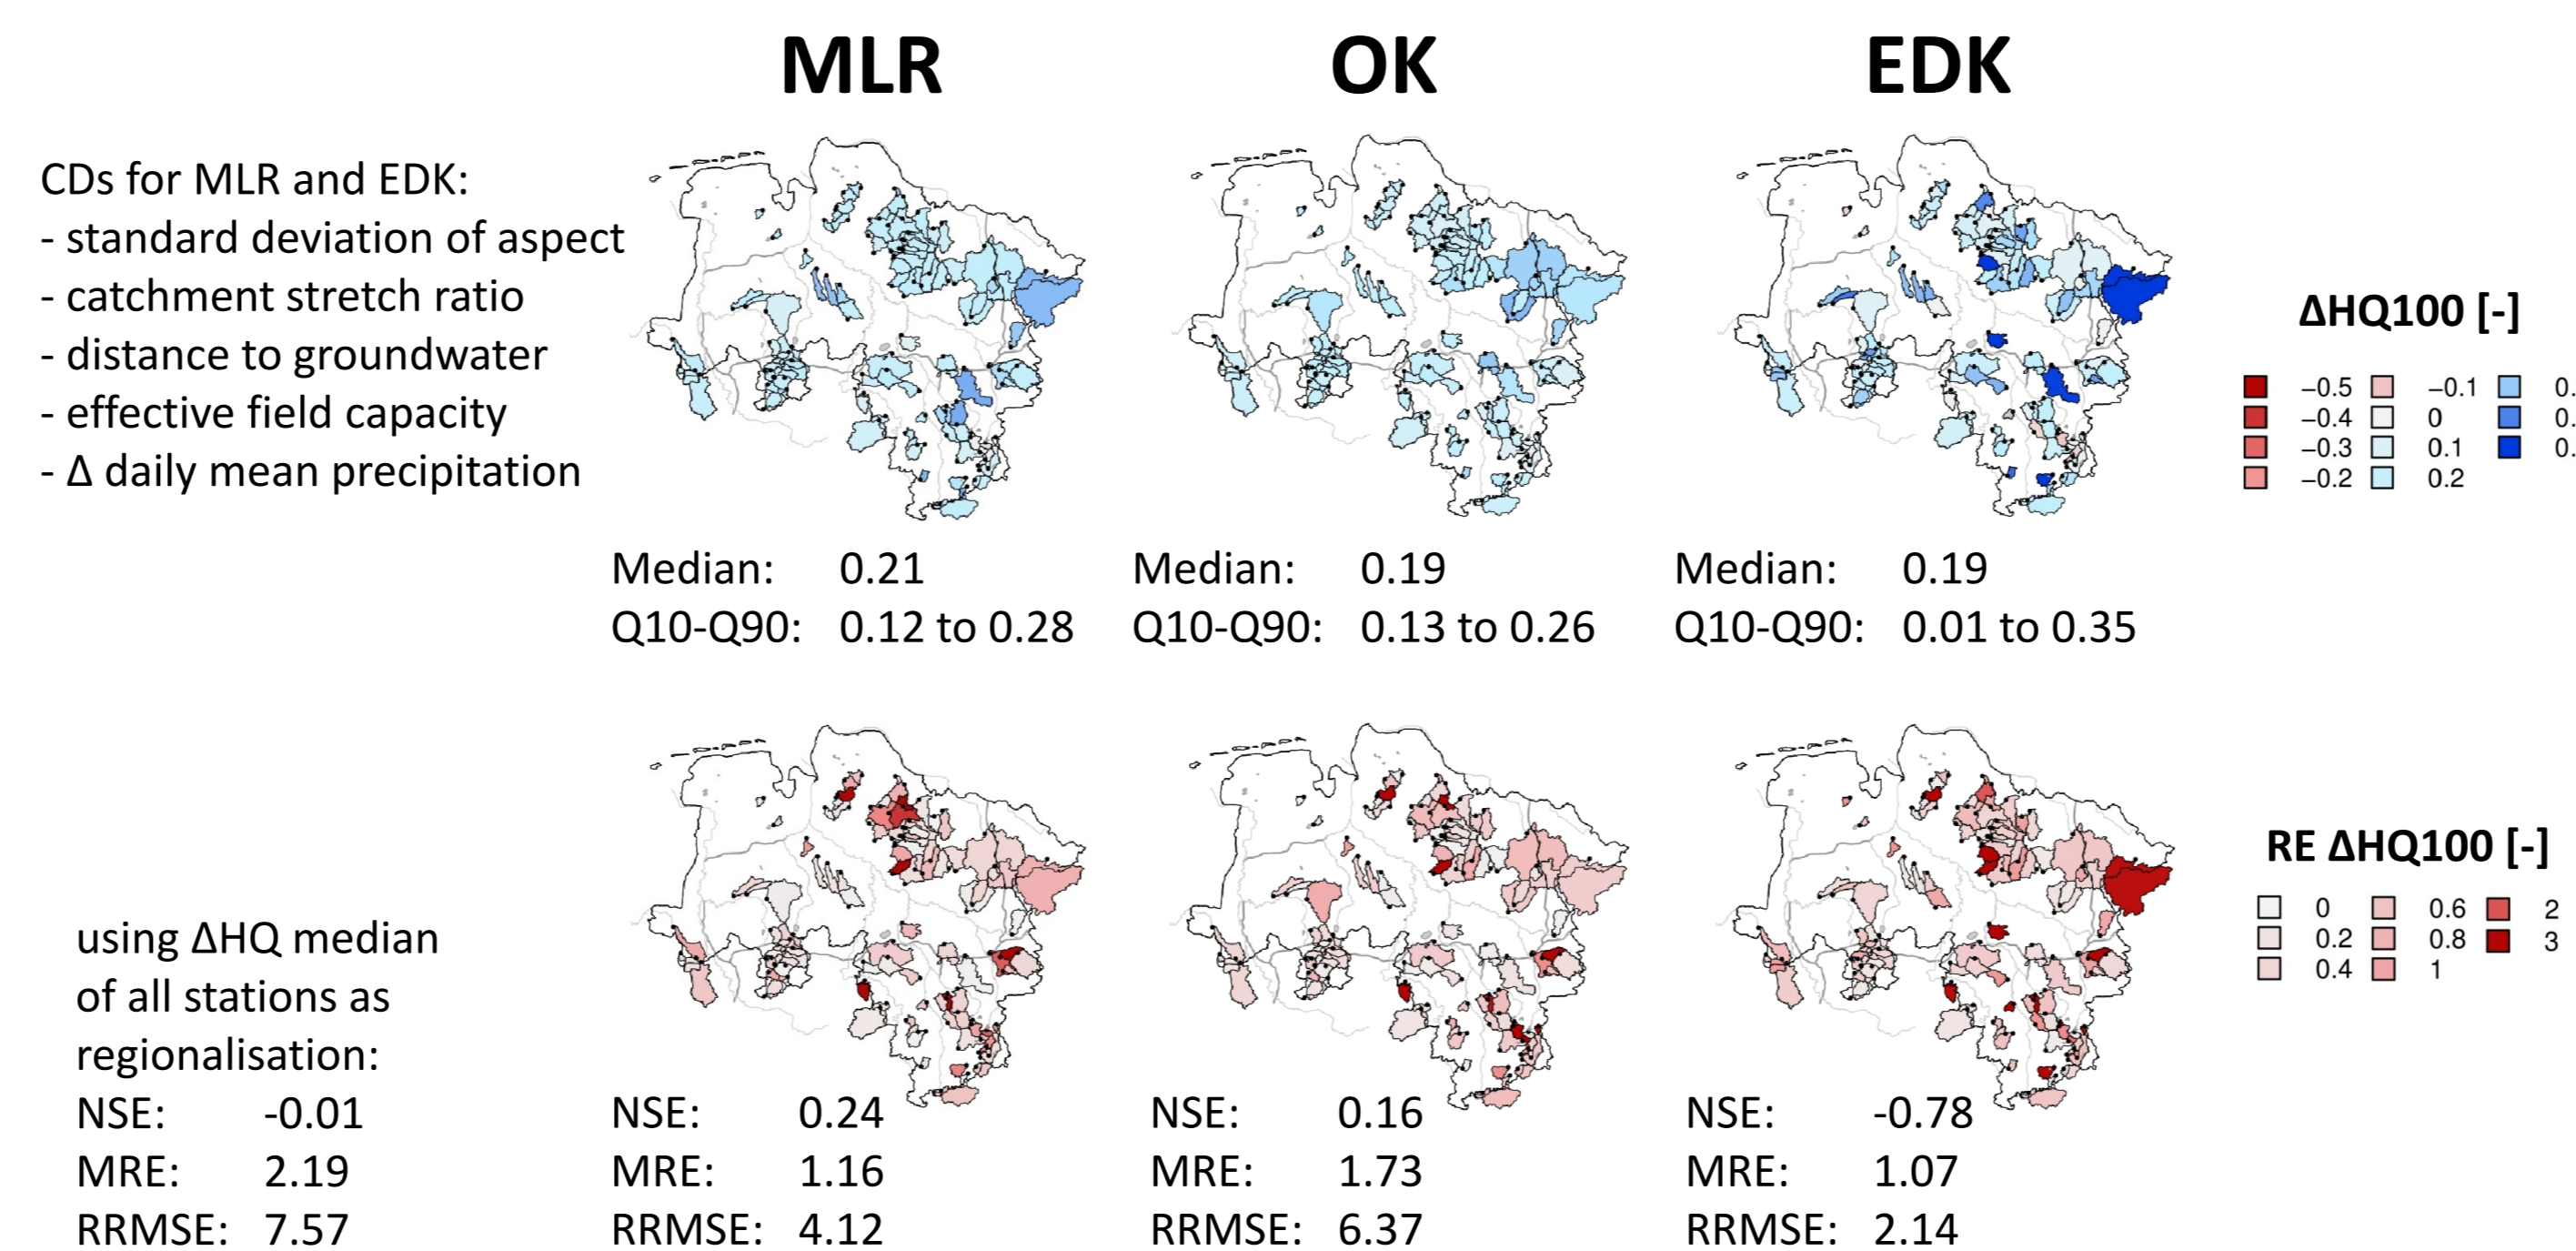 MLR OK EDK
CDs for MLR and EDK:
- standard deviation of aspect
- catchment stretch ratio
- distance to groundwater
- effective field capacity
- Δ daily mean precipitation
ΔHQ100 [-]
−0.5 −0.1 0.
−0.4 0 0.
−0.3 0.1 0.
−0.2 0.2
Median: 0.21 Median: 0.19 Median: 0.19
Q10-Q90: 0.12 to 0.28 Q10-Q90: 0.13 to 0.26 Q10-Q90: 0.01 to 0.35
RE ΔHQ100 [-]
0 0.6 2
0.2 0.8 3
0.4 1
using ΔHQ median
of all stations as
regionalisation:
NSE: -0.01 NSE: 0.24 NSE: 0.16 NSE: -0.78
MRE: 2.19 MRE: 1.16 MRE: 1.73 MRE: 1.07
RRMSE: 7.57 RRMSE: 4.12 RRMSE: 6.37 RRMSE: 2.14